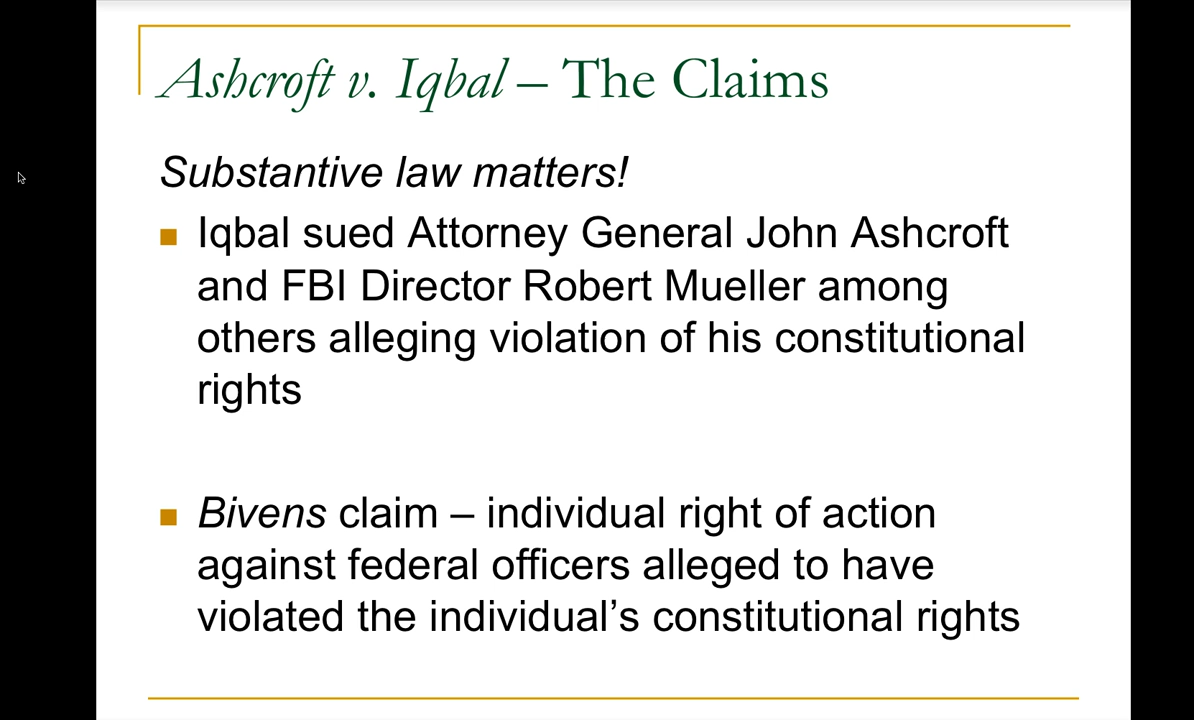 Ashcroft v. Iqbal – The Claims
Substantive law matters!
Iqbal sued Attorney General John Ashcroft
and FBI Director Robert Mueller among
others alleging violation of his constitutional
rights
Bivens claim – individual right of action
against federal officers alleged to have
violated the individual’s constitutional rights